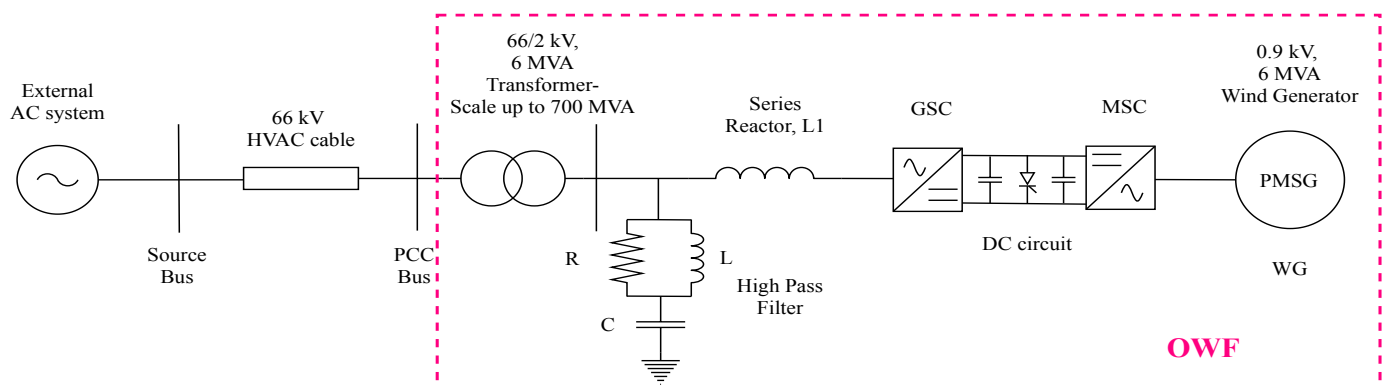 External
AC system
Source
Bus
66 kV
HVAC cable
PCC
Bus
66/2 kV,
6 MVA
Transformer-
Scale up to 700 MVA
R
L
C
High Pass
Filter
Series
Reactor, L1
GSC
DC circuit
MSC
0.9 kV,
6 MVA
Wind Generator
PMSG
WG
OWF